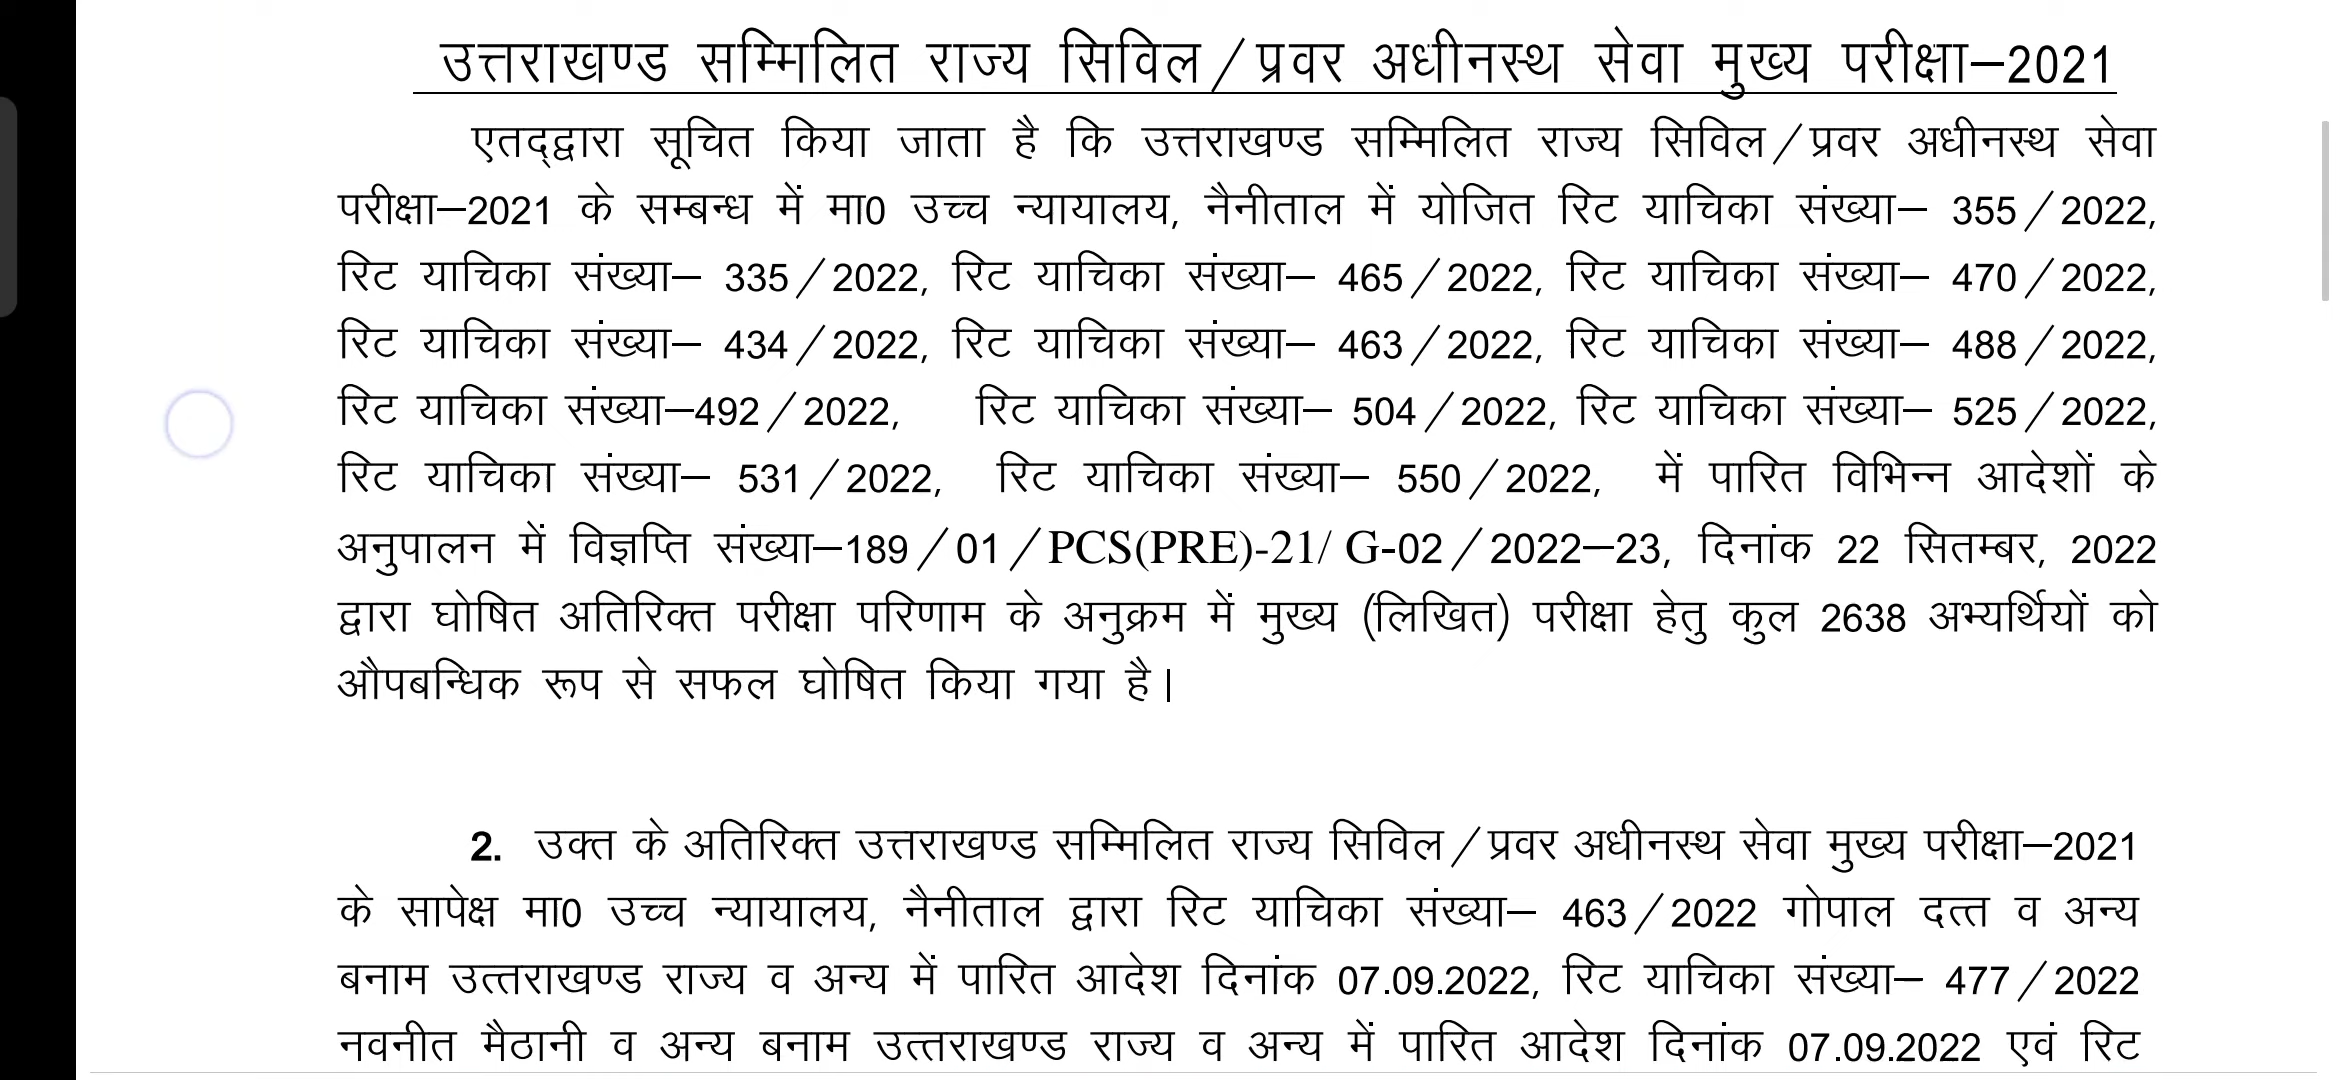 उत्तराखण्ड सम्मिलित राज्य सिविल/प्रवर अधीनस्थ सेवा मुख्य परीक्षा–2021
एतद्द्वारा सूचित किया जाता है कि उत्तराखण्ड सम्मिलित राज्य सिविल/प्रवर अधीनस्थ सेवा
परीक्षा–2021 के सम्बन्ध में मा0 उच्च न्यायालय, नैनीताल में योजित रिट याचिका संख्या– 355/2022,
रिट याचिका संख्या– 335/2022, रिट याचिका संख्या– 465/2022, रिट याचिका संख्या– 470/2022,
रिट याचिका संख्या– 434/2022, रिट याचिका संख्या– 463/2022, रिट याचिका संख्या– 488/2022,
रिट याचिका संख्या–492/2022, रिट याचिका संख्या– 504/2022, रिट याचिका संख्या– 525/2022,
रिट याचिका संख्या– 531/2022, रिट याचिका संख्या– 550/2022, में पारित विभिन्न आदेशों के
अनुपालन में विज्ञप्ति संख्या–189/01/PCS(PRE)-21/ G-02/2022–23, दिनांक 22 सितम्बर, 2022
द्वारा घोषित अतिरिक्त परीक्षा परिणाम के अनुक्रम में मुख्य (लिखित) परीक्षा हेतु कुल 2638 अभ्यर्थियों को
औपबन्धिक रूप से सफल घोषित किया गया है।
2. उक्त के अतिरिक्त उत्तराखण्ड सम्मिलित राज्य सिविल/प्रवर अधीनस्थ सेवा मुख्य परीक्षा–2021
के सापेक्ष मा0 उच्च न्यायालय, नैनीताल द्वारा रिट याचिका संख्या– 463/2022 गोपाल दत्त व अन्य
बनाम उत्तराखण्ड राज्य व अन्य में पारित आदेश दिनांक 07.09.2022, रिट याचिका संख्या– 477/2022
नवनीत मैठानी व अन्य बनाम उत्तराखण्ड राज्य व अन्य में पारित आदेश दिनांक 07.09.2022 एवं रिट